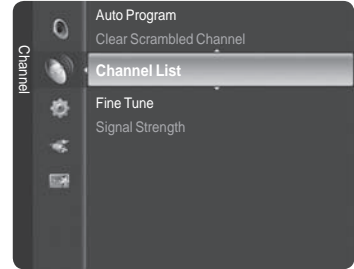 Channel
Auto Program
Clear Scrambled Channel
Channel List
Fine Tune
Signal Strength